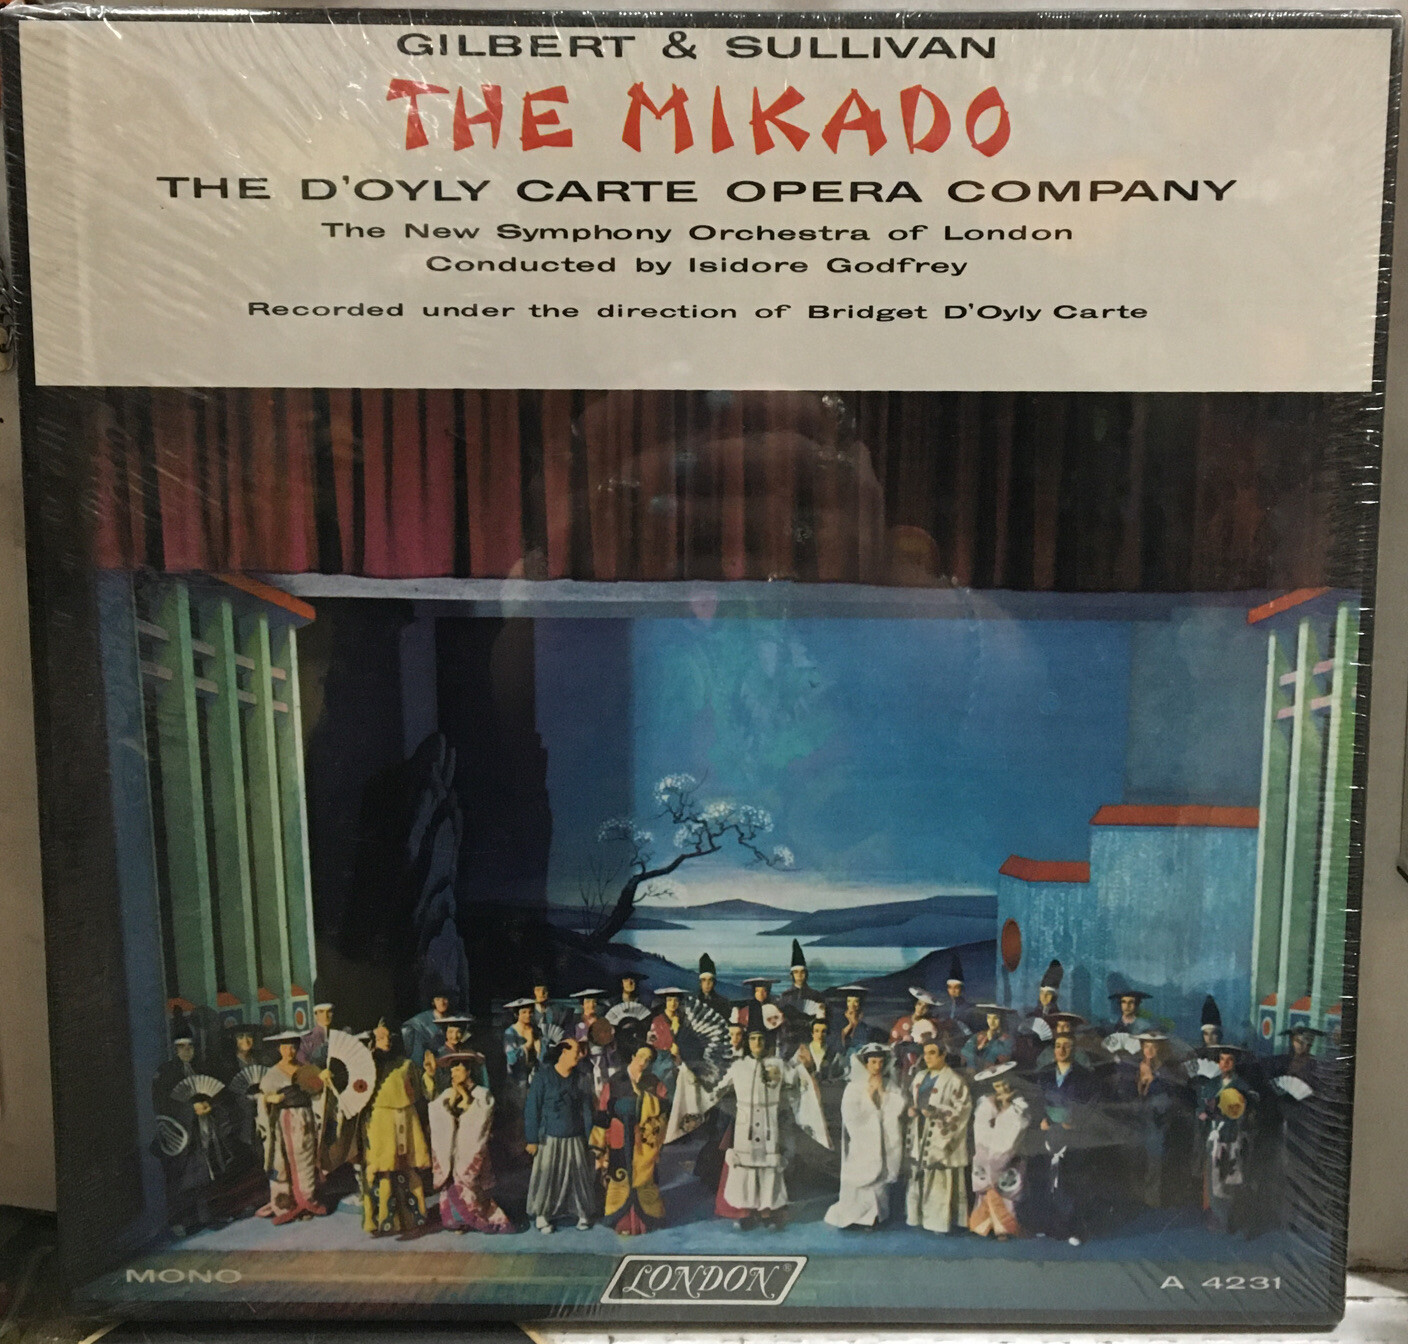 GILBERT & SULLIVAN
THE MIKADO
THE D'OYLY CARTE OPERA COMPANY
The New Symphony Orchestra of London
Conducted by Isidore Godfrey
Recorded under the direction of Bridget D'Oyly Carte
MONO
LONDON®
A 4231